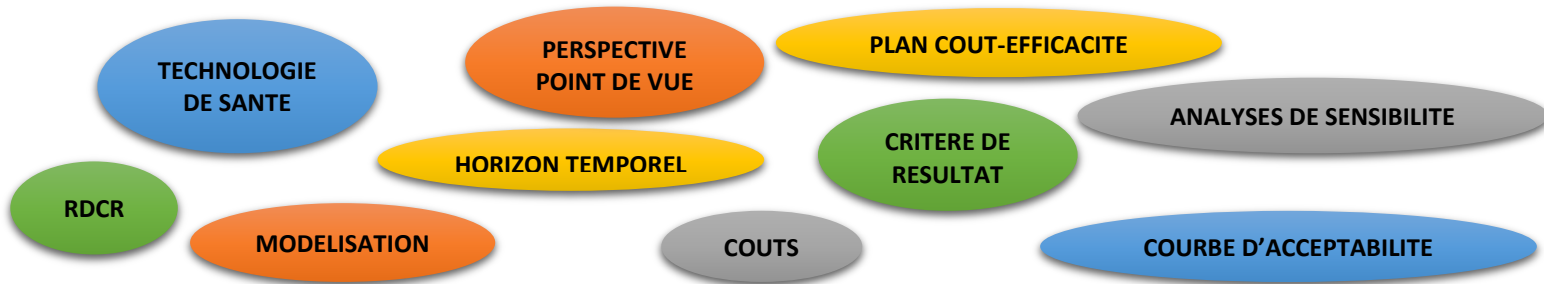 TECHNOLOGIE
DE SANTE
PERSPECTIVE
POINT DE VUE
PLAN COUT-EFFICACITE
ANALYSES DE SENSIBILITE
HORIZON TEMPOREL
CRITERE DE
RESULTAT
RDCR
MODELISATION
COUTS
COURBE D’ACCEPTABILITE